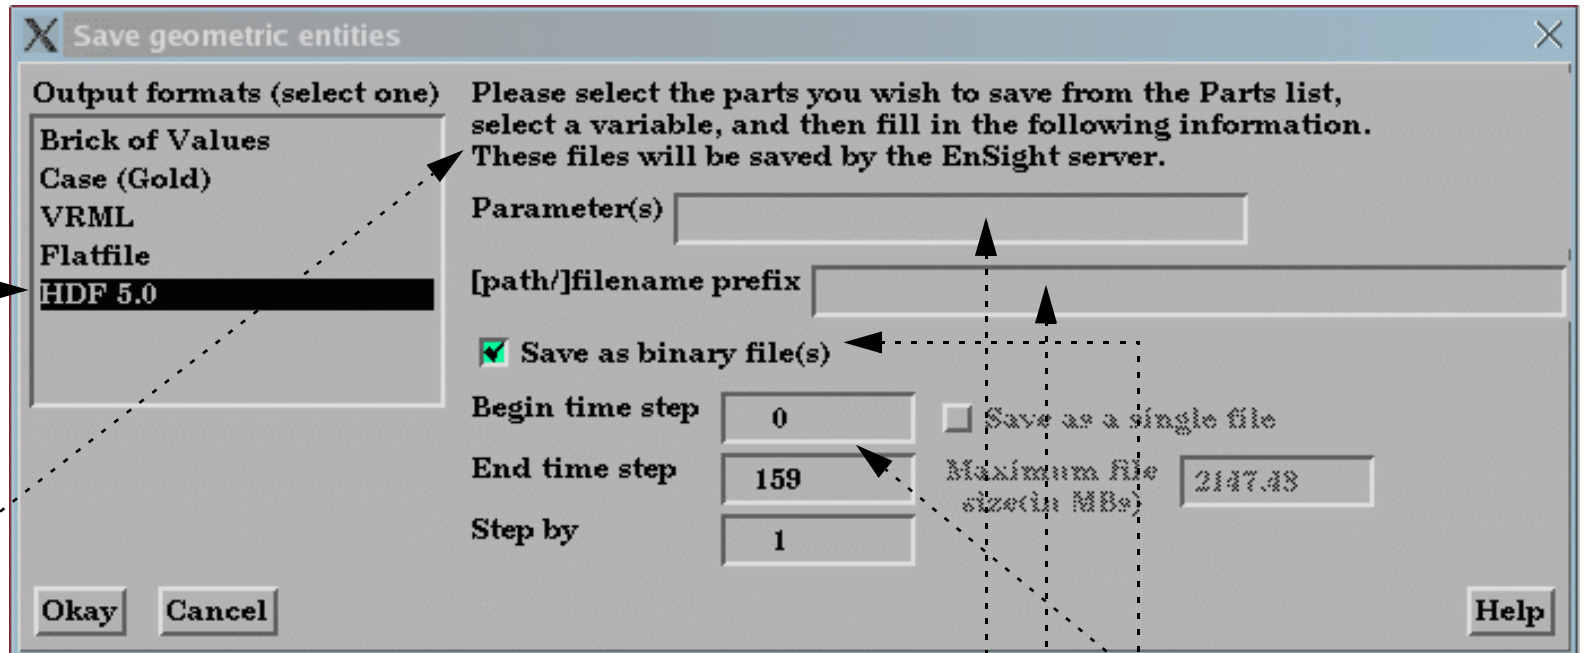 Save geometric entities
Output formats (select one)
Brick of Values
Case (Gold)
VRML
Flatfile
HDF 5.0
Please select the parts you wish to save from the Parts list,
select a variable, and then fill in the following information.
These files will be saved by the EnSight server.
Parameter(s)
[path/]filename prefix
Save as binary file(s)
Begin time step 0
Save as a single file
End time step 159
Maximum file
size(in MBs) 2147.48
Step by 1
Okay Cancel Help